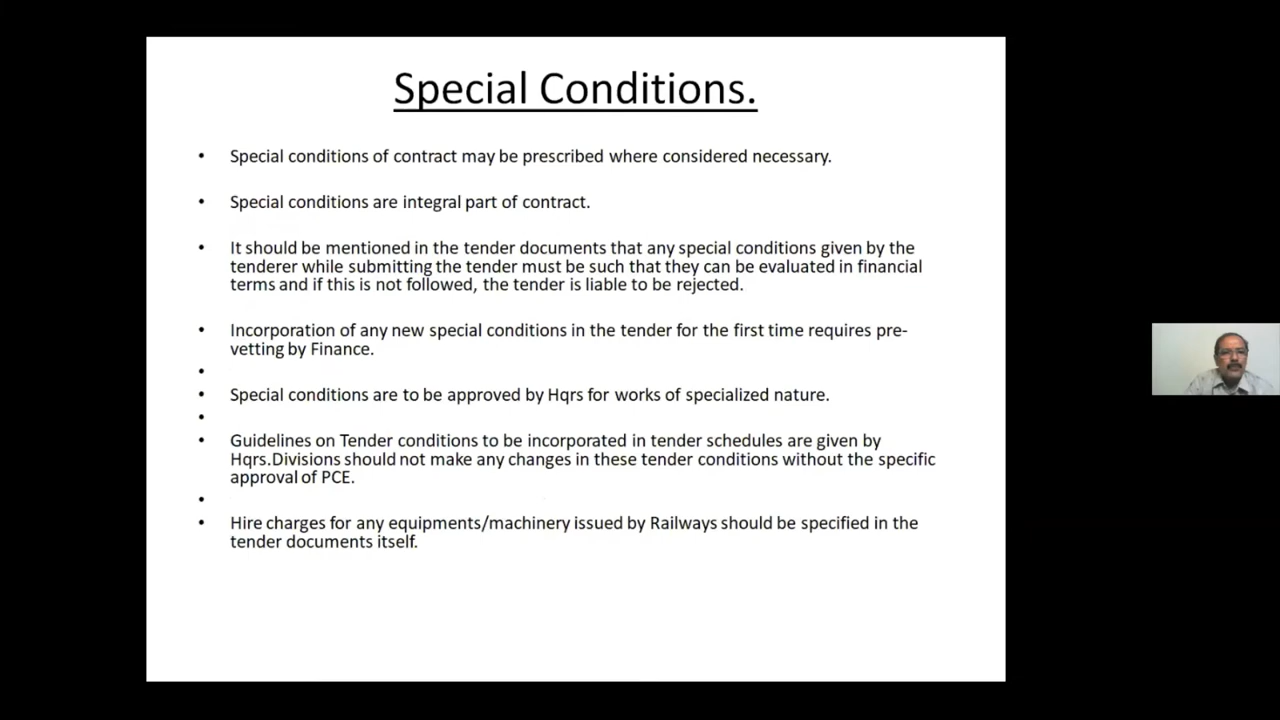 Special Conditions.
• Special conditions of contract may be prescribed where considered necessary.
• Special conditions are integral part of contract.
• It should be mentioned in the tender documents that any special conditions given by the
tenderer while submitting the tender must be such that they can be evaluated in financial
terms and if this is not followed, the tender is liable to be rejected.
• Incorporation of any new special conditions in the tender for the first time requires pre-
vetting by Finance.
•
• Special conditions are to be approved by Hqrs for works of specialized nature.
•
• Guidelines on Tender conditions to be incorporated in tender schedules are given by
Hqrs.Divisions should not make any changes in these tender conditions without the specific
approval of PCE.
•
• Hire charges for any equipments/machinery issued by Railways should be specified in the
tender documents itself.